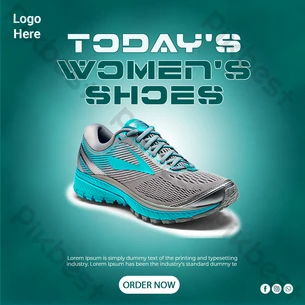 Logo
Here
TODAY'S
WOMEN'S
SHOES
Lorem Ipsum is simply dummy text of the printing and typesetting
industry. Lorem Ipsum has been the industry's standard dummy te
ORDER NOW